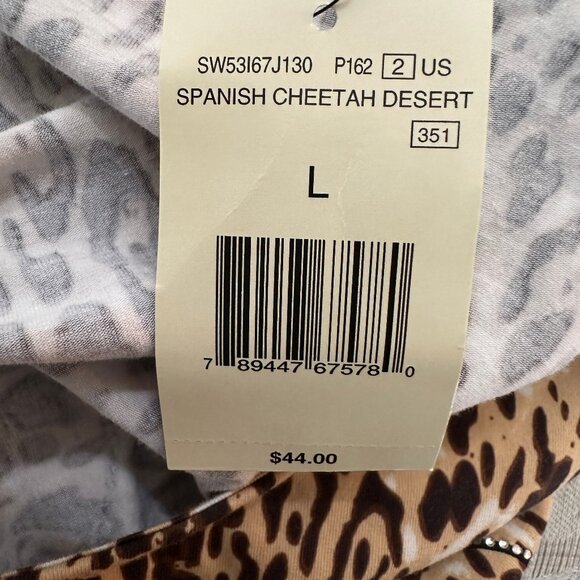 SW53I67J130 P162 2 US
SPANISH CHEETAH DESERT
351
L
7 89447 67578 0
$44.00